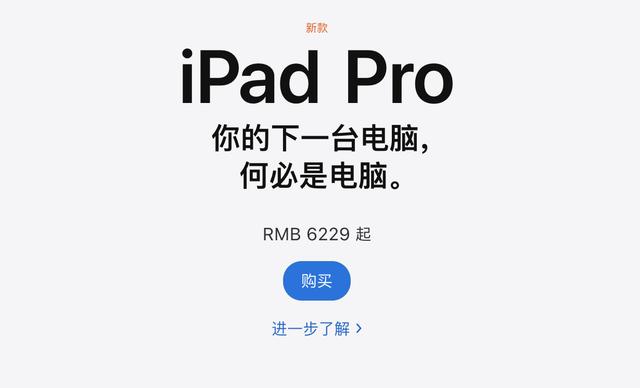 新款
iPad Pro
你的下一台电脑，
何必是电脑。
RMB 6229 起
购买
进一步了解 ›